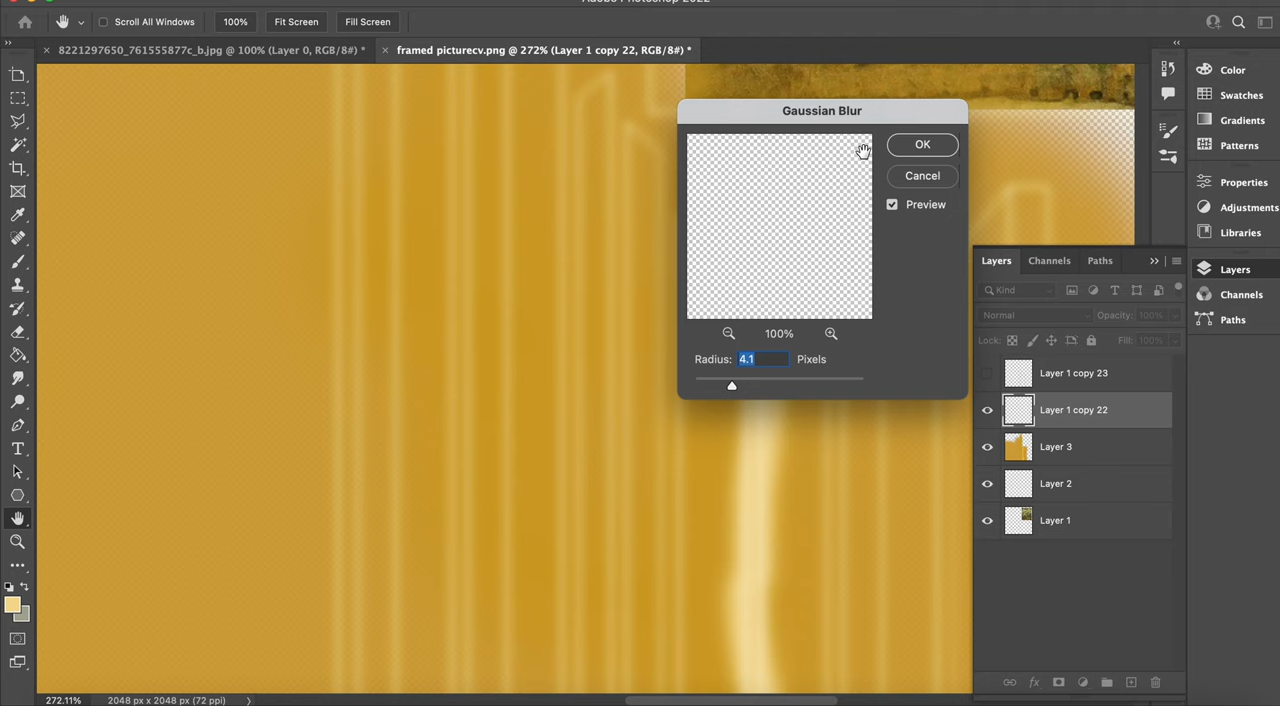 Adobe Photoshop 2022
Scroll All Windows
100%
Fit Screen
Fill Screen
8221297650_761555877c_b.jpg @ 100% (Layer 0, RGB/8#) *
framed picturecv.png @ 272% (Layer 1 copy 22, RGB/8#) *
Gaussian Blur
OK
Cancel
Preview
100%
Radius: 4.1 Pixels
Color
Swatches
Gradients
Patterns
Properties
Adjustments
Libraries
Layers
Channels
Paths
Layers Channels Paths
Kind
Normal Opacity: 100%
Lock: Fill: 100%
Layer 1 copy 23
Layer 1 copy 22
Layer 3
Layer 2
Layer 1
272.11% 2048 px x 2048 px (72 ppi)